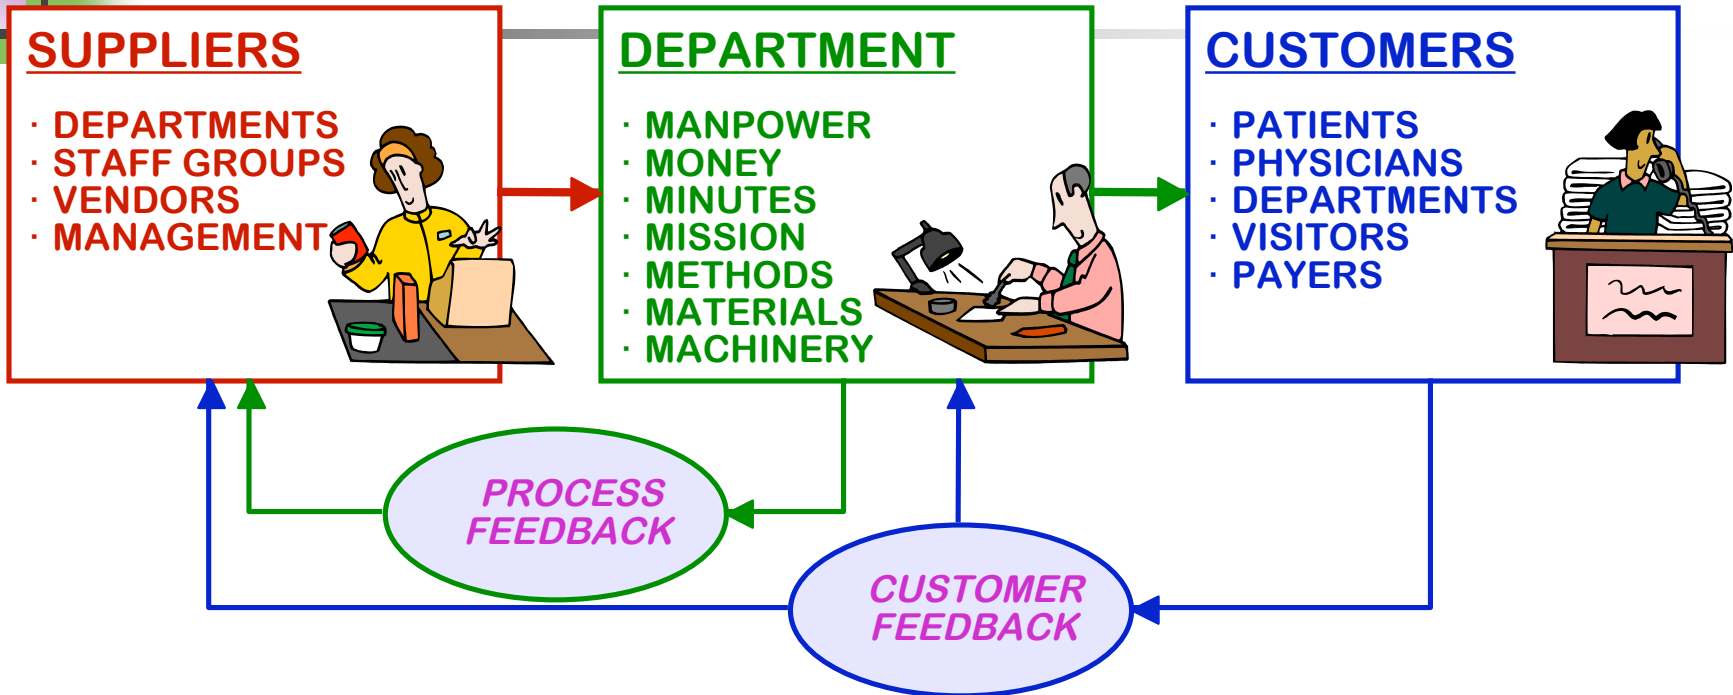 SUPPLIERS
· DEPARTMENTS
· STAFF GROUPS
· VENDORS
· MANAGEMENT
DEPARTMENT
· MANPOWER
· MONEY
· MINUTES
· MISSION
· METHODS
· MATERIALS
· MACHINERY
CUSTOMERS
· PATIENTS
· PHYSICIANS
· DEPARTMENTS
· VISITORS
· PAYERS
PROCESS
FEEDBACK
CUSTOMER
FEEDBACK